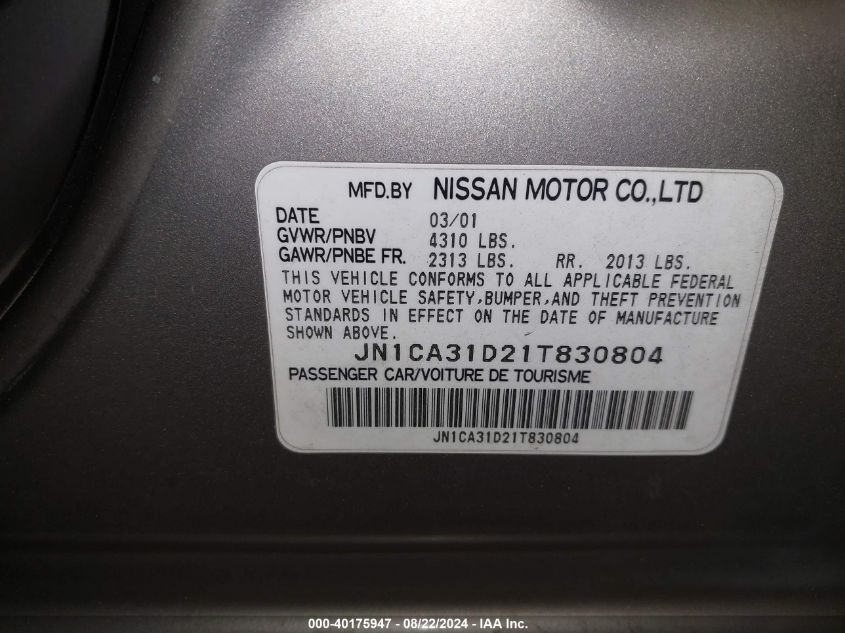 MFD.BY NISSAN MOTOR CO.,LTD
DATE 03/01
GVWR/PNBV 4310 LBS.
GAWR/PNBE FR. 2313 LBS. RR. 2013 LBS.
THIS VEHICLE CONFORMS TO ALL APPLICABLE FEDERAL
MOTOR VEHICLE SAFETY,BUMPER,AND THEFT PREVENTION
STANDARDS IN EFFECT ON THE DATE OF MANUFACTURE
SHOWN ABOVE.
JN1CA31D21T830804
PASSENGER CAR/VOITURE DE TOURISME
JN1CA31D21T830804
000-40175947 - 08/22/2024 - IAA Inc.